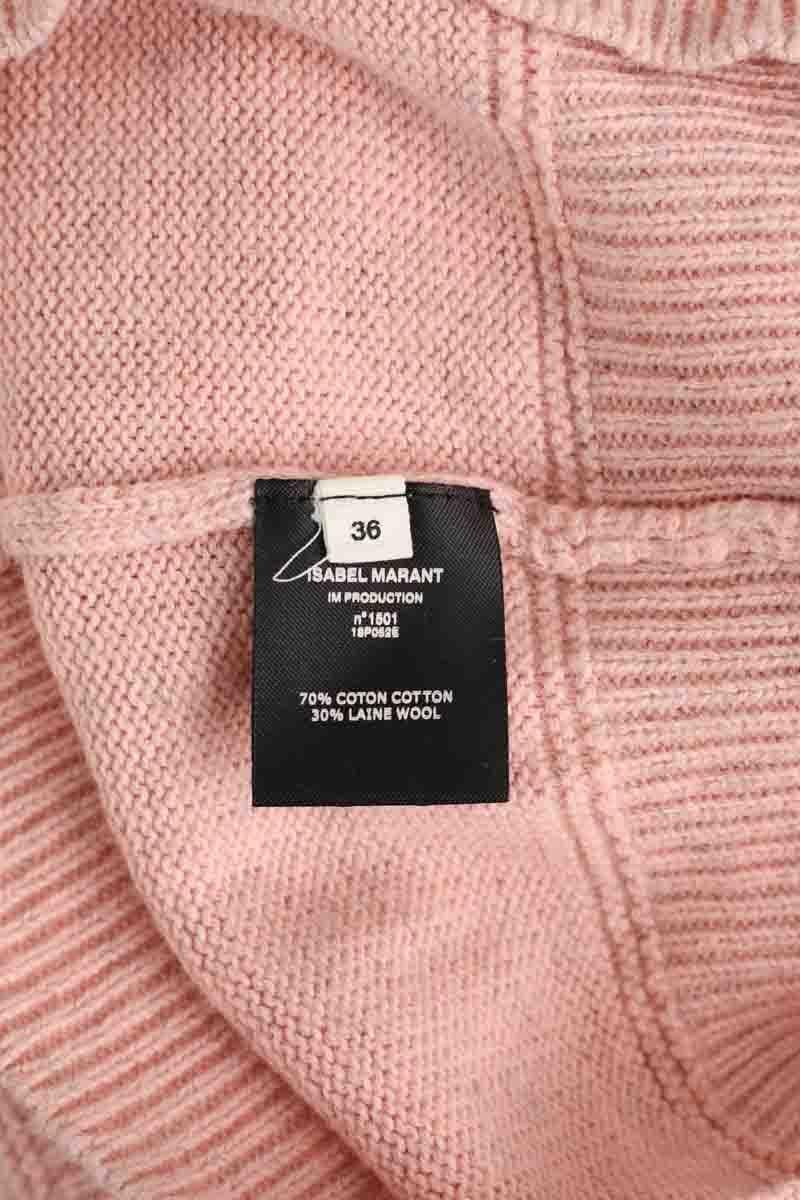 36
ISABEL MARANT
IM PRODUCTION
n°1501
18P052E
70% COTON COTTON
30% LAINE WOOL